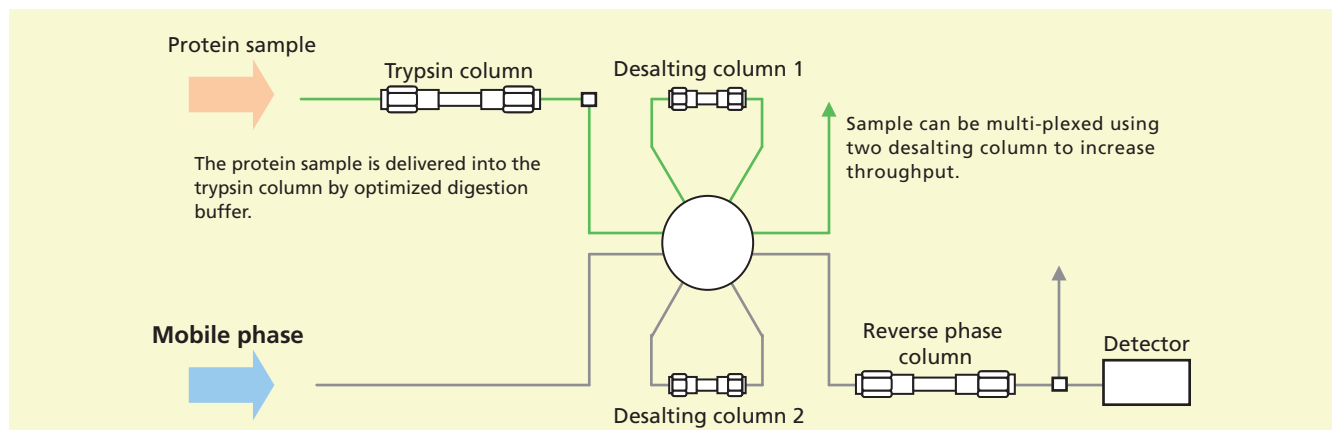 Protein sample
Trypsin column
Desalting column 1
The protein sample is delivered into the
trypsin column by optimized digestion
buffer.
Sample can be multi-plexed using
two desalting column to increase
throughput.
Mobile phase
Reverse phase
column
Detector
Desalting column 2